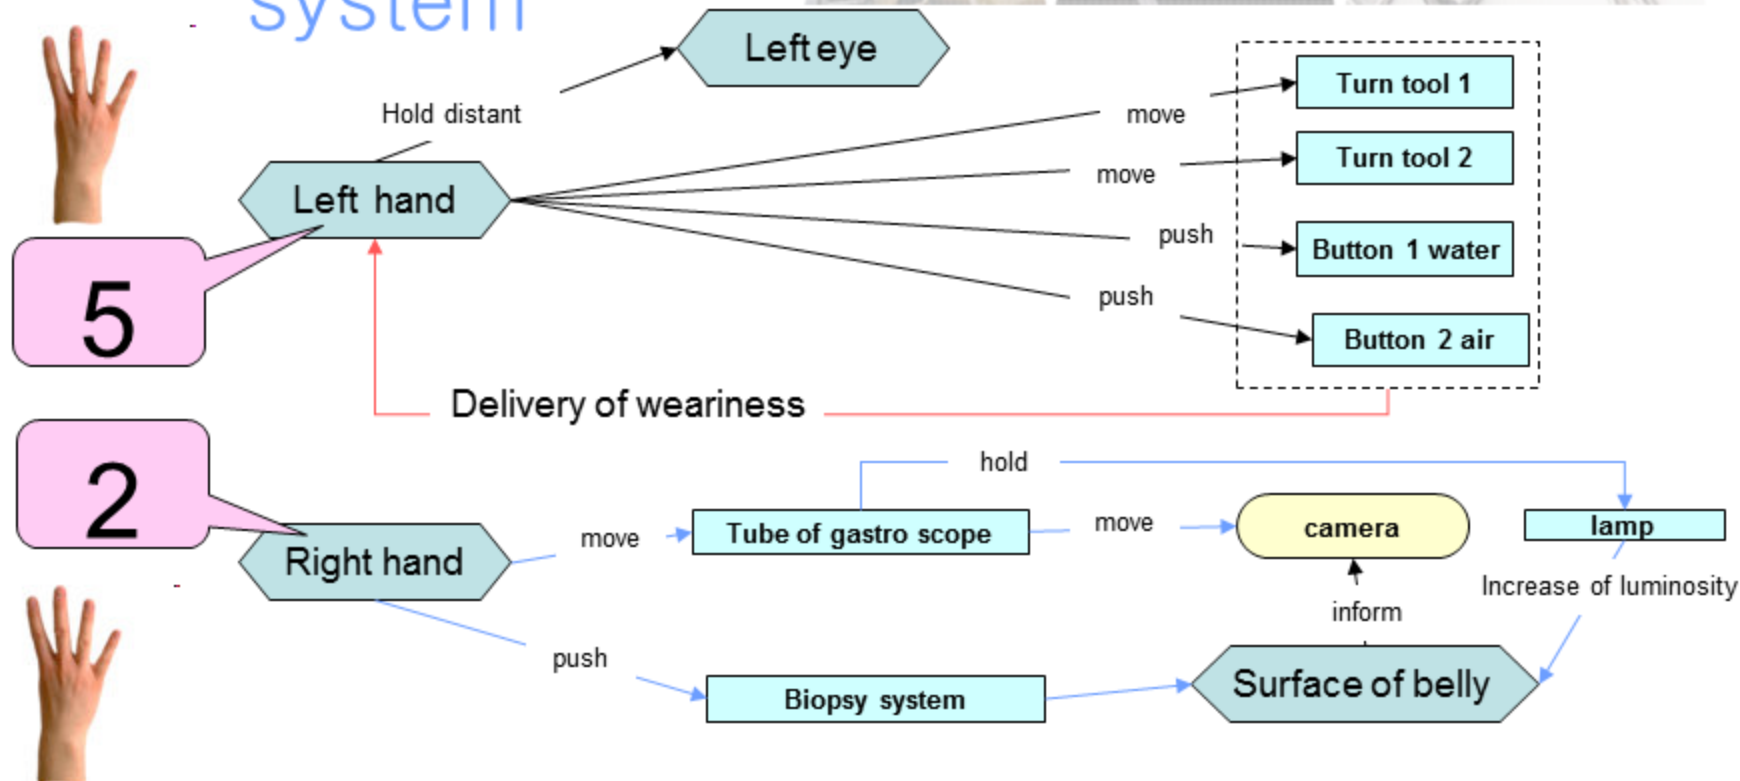 system
Left eye
Hold distant
Turn tool 1
move
Turn tool 2
move
Left hand
push
Button 1 water
5
push
Button 2 air
Delivery of weariness
2
hold
move
Tube of gastro scope
move
camera
lamp
Right hand
Increase of luminosity
inform
push
Biopsy system
Surface of belly